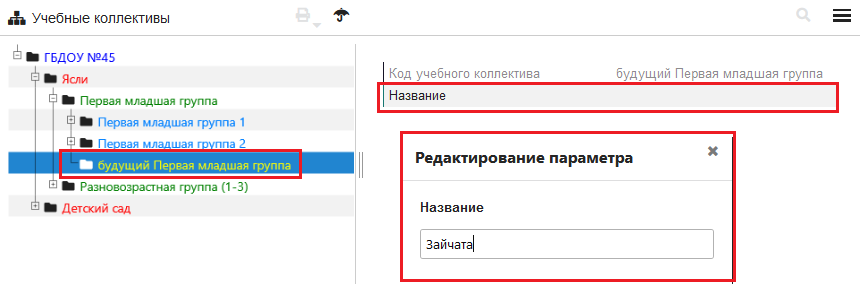 Учебные коллективы
ГБДОУ №45
Ясли
Первая младшая группа
Первая младшая группа 1
Первая младшая группа 2
будущий Первая младшая группа
Разновозрастная группа (1-3)
Детский сад
Код учебного коллектива будущий Первая младшая группа
Название
Редактирование параметра
Название
Зайчата